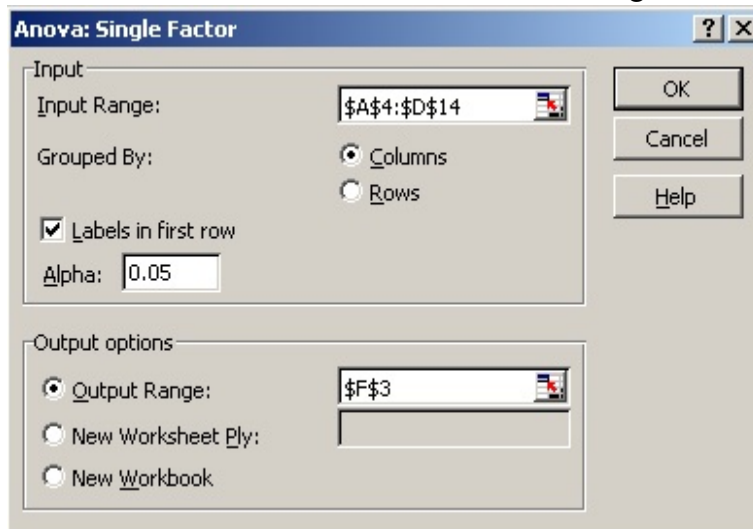 Anova: Single Factor
Input
Input Range: $A$4:$D$14
Grouped By: Columns
Rows
Labels in first row
Alpha: 0.05
OK
Cancel
Help
Output options
Output Range: $F$3
New Worksheet Ply:
New Workbook